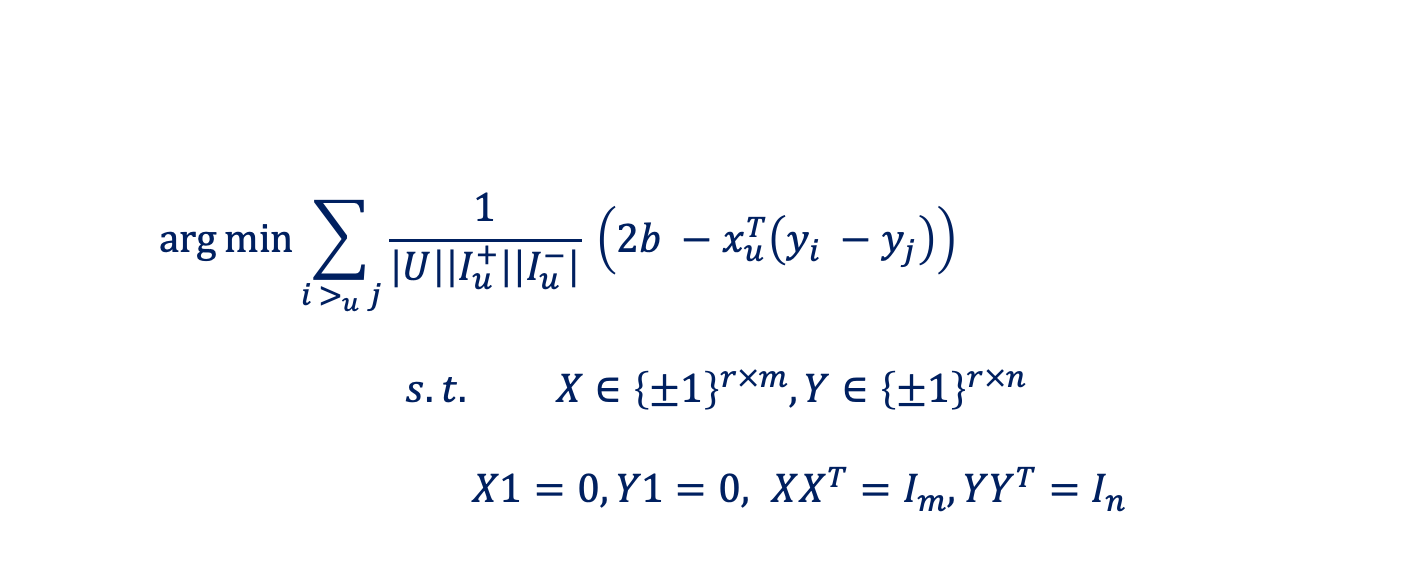 arg min ∑_{i >_u j} \frac{1}{|U||I_u^+||I_u^-|} (2b − x_u^T(y_i − y_j))
s.t. X ∈ {±1}^{r×m}, Y ∈ {±1}^{r×n}
X1 = 0, Y1 = 0, XX^T = I_m, YY^T = I_n